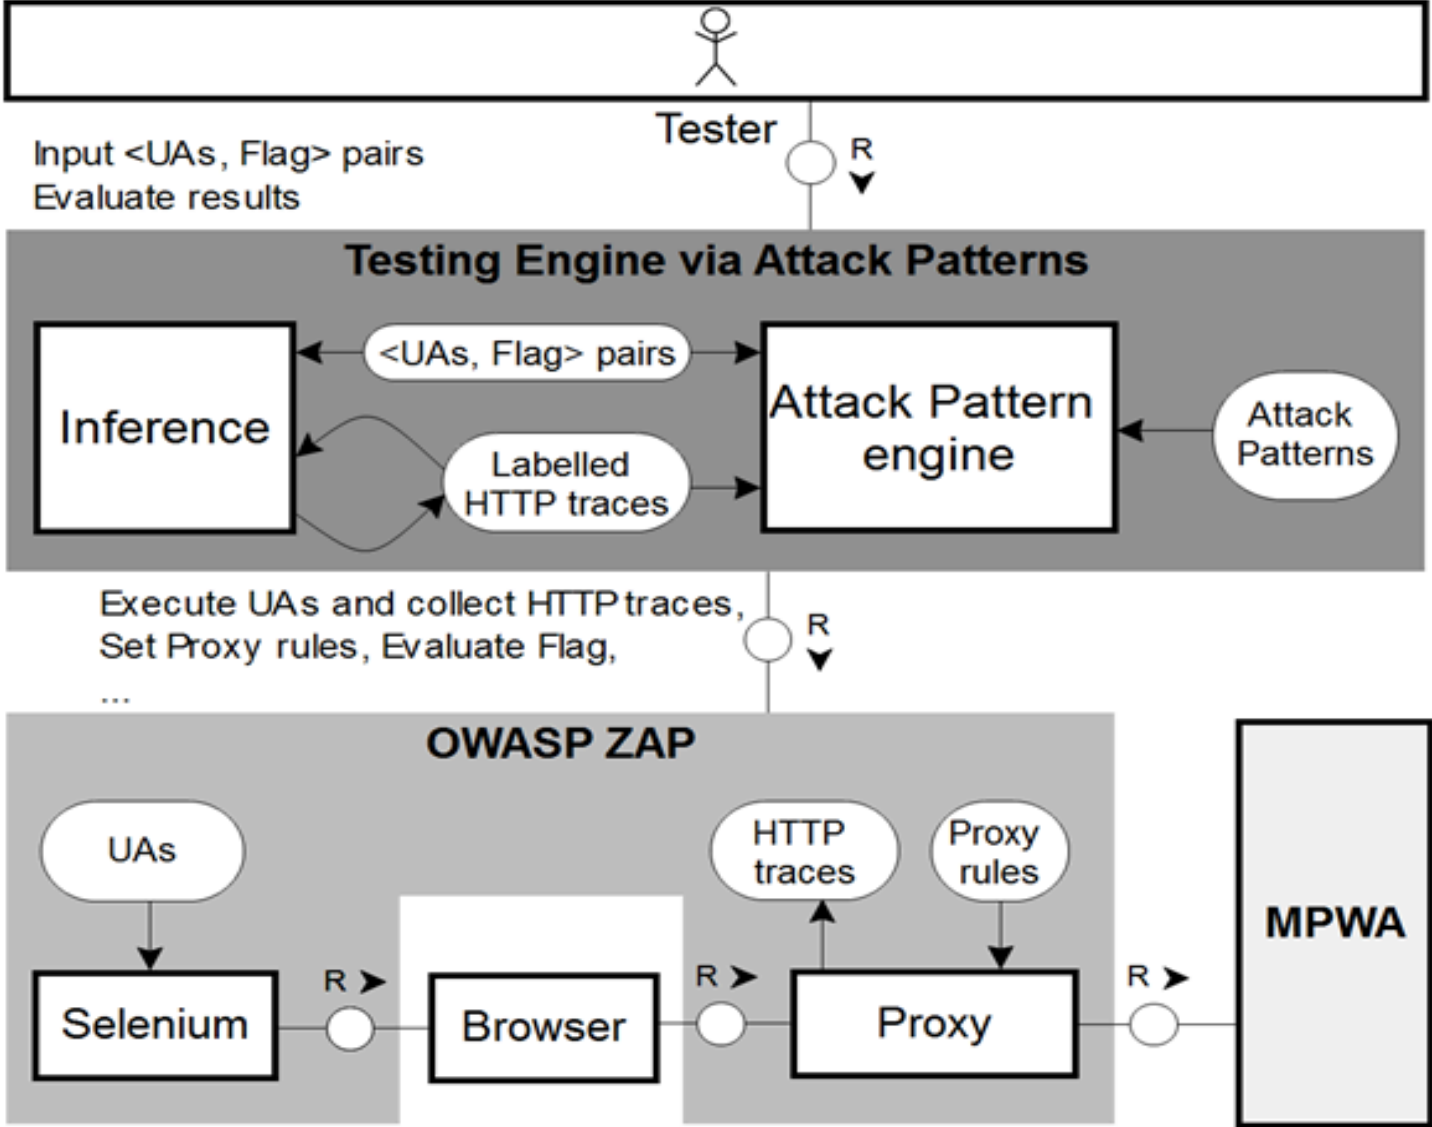 Tester
R
Input <UAs, Flag> pairs
Evaluate results
Testing Engine via Attack Patterns
<UAs, Flag> pairs
Inference
Labelled
HTTP traces
Attack Pattern
engine
Attack
Patterns
Execute UAs and collect HTTP traces,
Set Proxy rules, Evaluate Flag,
...
R
OWASP ZAP
UAs
HTTP
traces
Proxy
rules
MPWA
Selenium
R
Browser
R
Proxy
R